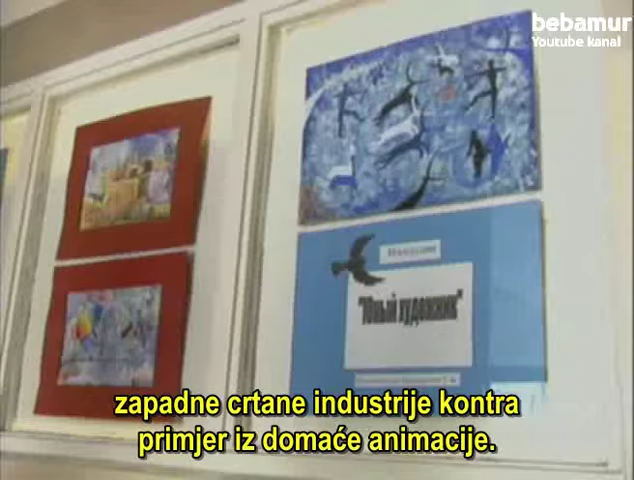 bebamur
Youtube kanal
"Юный художник"
zapadne crtane industrije kontra
primjer iz domaće animacije.